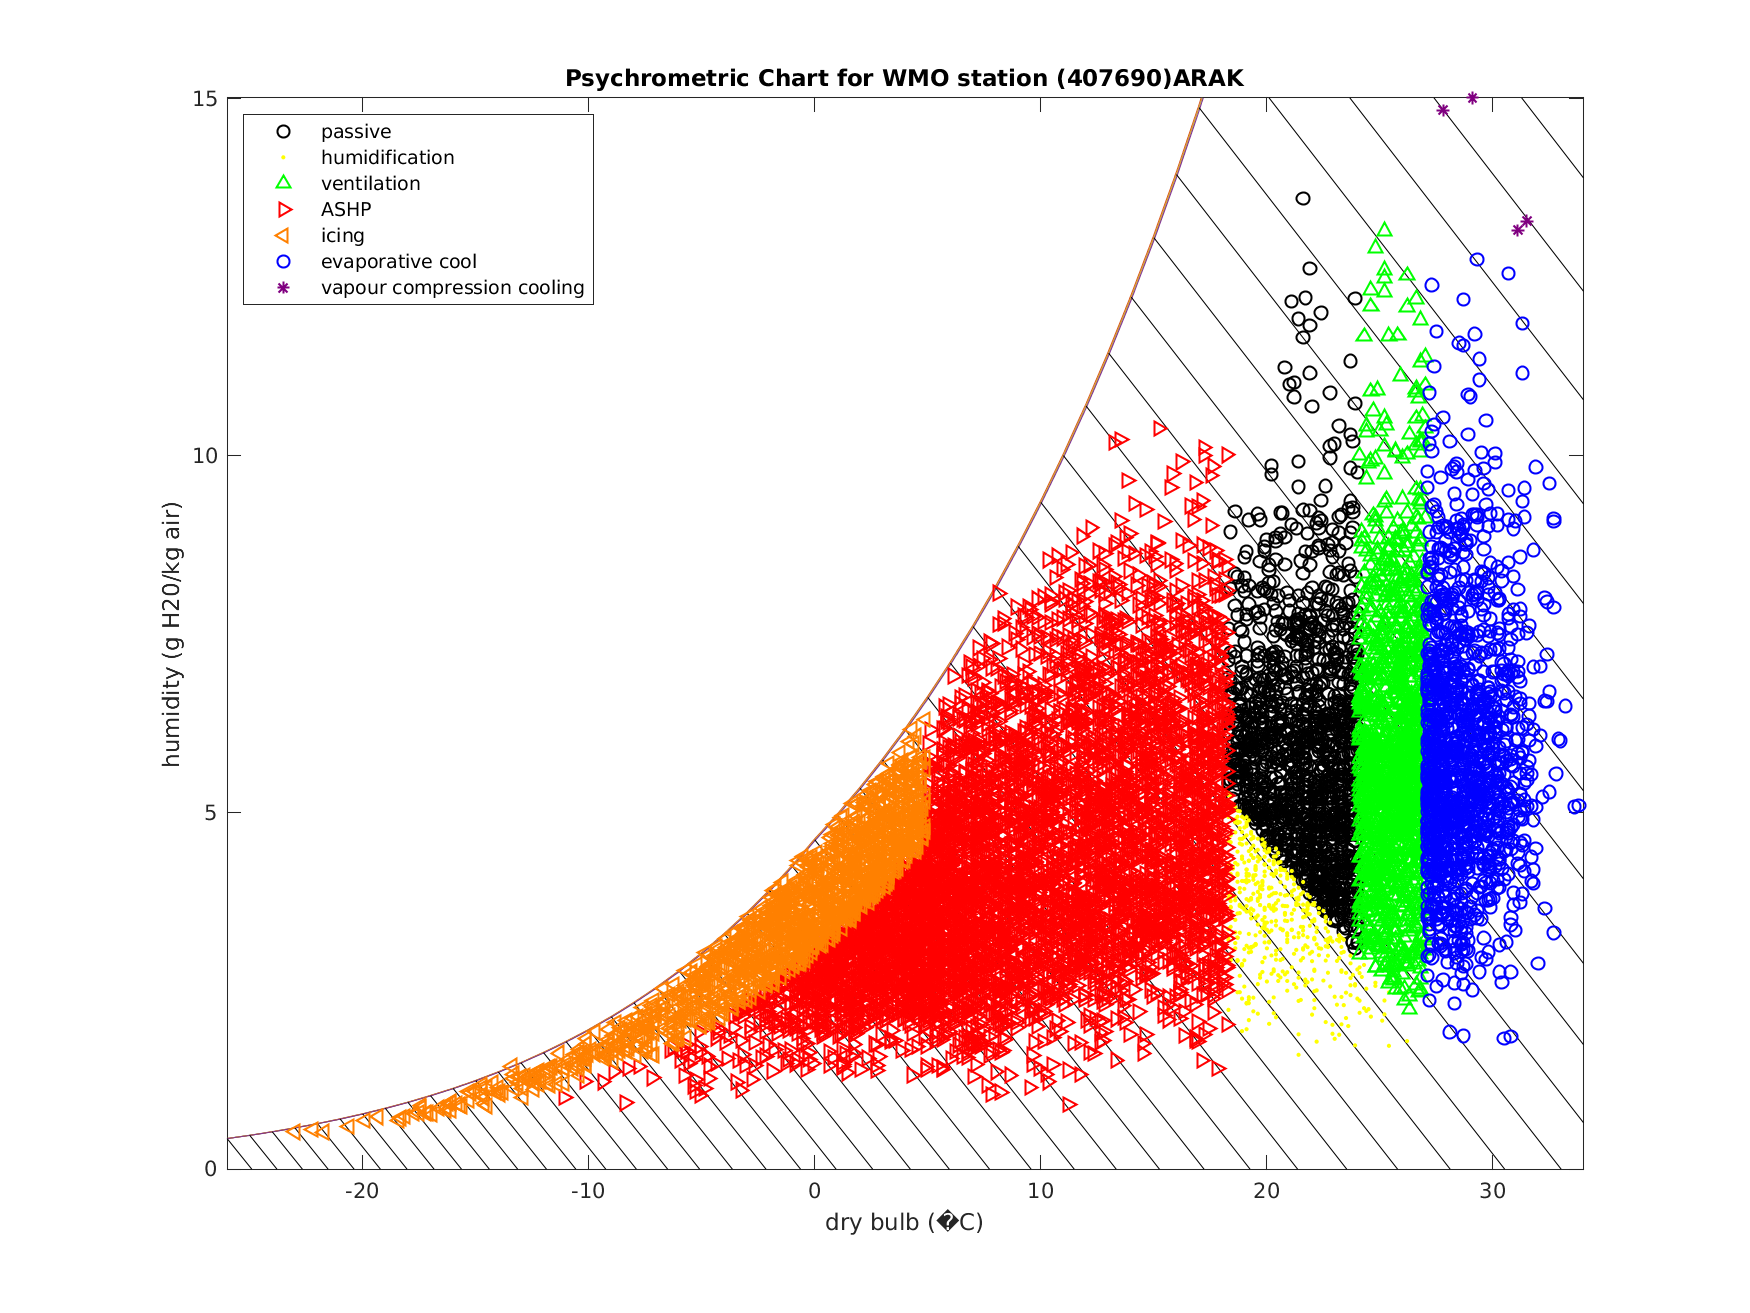 Psychrometric Chart for WMO station (407690)ARAK
15
10
5
0
humidity (g H20/kg air)
passive
humidification
ventilation
ASHP
icing
evaporative cool
vapour compression cooling
-20
-10
0
10
20
30
dry bulb (�C)